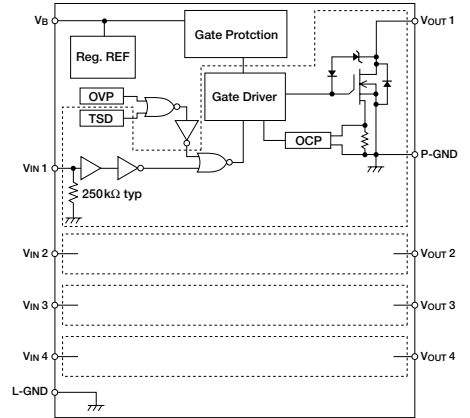 VB
VOUT 1
Gate Protction
Reg. REF
OVP
Gate Driver
TSD
OCP
VIN 1
P-GND
250kΩ typ
VIN 2
VOUT 2
VIN 3
VOUT 3
VIN 4
VOUT 4
L-GND